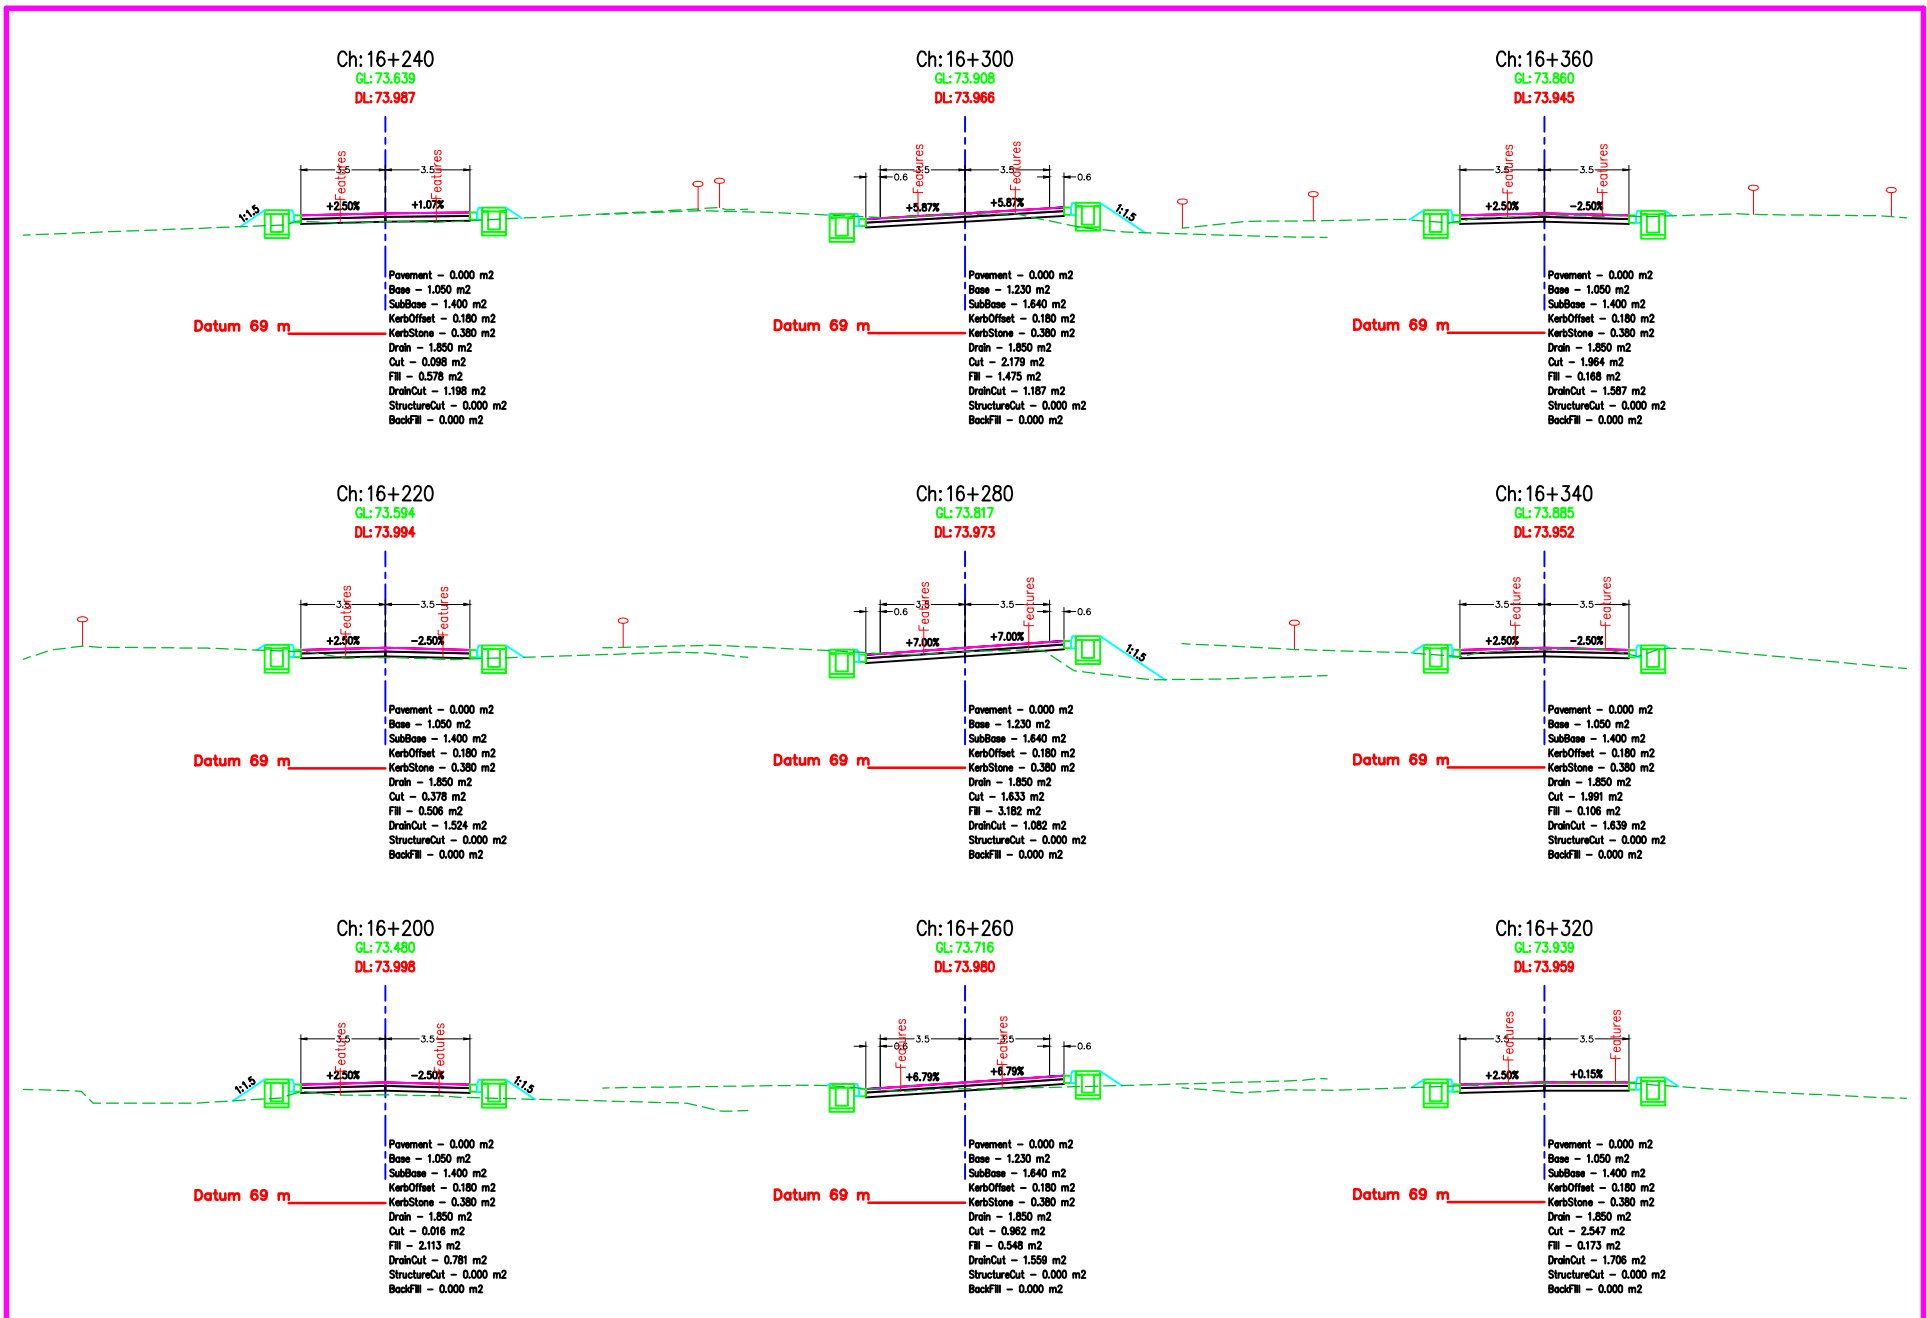 Ch:16+240
GL:73.639
DL:73.987
3.5
3.5
Features
Features
+2.50%
+1.07%
1:1.5
Datum 69 m
Pavement - 0.000 m2
Base - 1.050 m2
SubBase - 1.400 m2
KerbOffset - 0.180 m2
KerbStone - 0.380 m2
Drain - 1.850 m2
Cut - 0.098 m2
Fill - 0.578 m2
DrainCut - 1.198 m2
StructureCut - 0.000 m2
BackFill - 0.000 m2
Ch:16+300
GL:73.908
DL:73.966
3.5
3.5
0.6
0.6
Features
Features
+5.87%
+5.87%
1:1.5
Datum 69 m
Pavement - 0.000 m2
Base - 1.230 m2
SubBase - 1.640 m2
KerbOffset - 0.180 m2
KerbStone - 0.380 m2
Drain - 1.850 m2
Cut - 2.179 m2
Fill - 1.475 m2
DrainCut - 1.187 m2
StructureCut - 0.000 m2
BackFill - 0.000 m2
Ch:16+360
GL:73.860
DL:73.945
3.5
3.5
Features
Features
+2.50%
-2.50%
Datum 69 m
Pavement - 0.000 m2
Base - 1.050 m2
SubBase - 1.400 m2
KerbOffset - 0.180 m2
KerbStone - 0.380 m2
Drain - 1.850 m2
Cut - 1.964 m2
Fill - 0.168 m2
DrainCut - 1.587 m2
StructureCut - 0.000 m2
BackFill - 0.000 m2
Ch:16+220
GL:73.594
DL:73.994
3.5
3.5
Features
Features
+2.50%
-2.50%
Datum 69 m
Pavement - 0.000 m2
Base - 1.050 m2
SubBase - 1.400 m2
KerbOffset - 0.180 m2
KerbStone - 0.380 m2
Drain - 1.850 m2
Cut - 0.378 m2
Fill - 0.506 m2
DrainCut - 1.524 m2
StructureCut - 0.000 m2
BackFill - 0.000 m2
Ch:16+280
GL:73.817
DL:73.973
3.5
3.5
0.6
0.6
Features
Features
+7.00%
+7.00%
1:1.5
Datum 69 m
Pavement - 0.000 m2
Base - 1.230 m2
SubBase - 1.640 m2
KerbOffset - 0.180 m2
KerbStone - 0.380 m2
Drain - 1.850 m2
Cut - 1.633 m2
Fill - 3.182 m2
DrainCut - 1.082 m2
StructureCut - 0.000 m2
BackFill - 0.000 m2
Ch:16+340
GL:73.885
DL:73.952
3.5
3.5
Features
Features
+2.50%
-2.50%
Datum 69 m
Pavement - 0.000 m2
Base - 1.050 m2
SubBase - 1.400 m2
KerbOffset - 0.180 m2
KerbStone - 0.380 m2
Drain - 1.850 m2
Cut - 1.991 m2
Fill - 0.106 m2
DrainCut - 1.639 m2
StructureCut - 0.000 m2
BackFill - 0.000 m2
Ch:16+200
GL:73.480
DL:73.998
3.5
3.5
Features
Features
+2.50%
-2.50%
1:1.5
1:1.5
Datum 69 m
Pavement - 0.000 m2
Base - 1.050 m2
SubBase - 1.400 m2
KerbOffset - 0.180 m2
KerbStone - 0.380 m2
Drain - 1.850 m2
Cut - 0.016 m2
Fill - 2.113 m2
DrainCut - 0.781 m2
StructureCut - 0.000 m2
BackFill - 0.000 m2
Ch:16+260
GL:73.716
DL:73.980
3.5
3.5
0.6
0.6
Features
Features
+6.79%
+6.79%
Datum 69 m
Pavement - 0.000 m2
Base - 1.230 m2
SubBase - 1.640 m2
KerbOffset - 0.180 m2
KerbStone - 0.380 m2
Drain - 1.850 m2
Cut - 0.962 m2
Fill - 0.548 m2
DrainCut - 1.559 m2
StructureCut - 0.000 m2
BackFill - 0.000 m2
Ch:16+320
GL:73.939
DL:73.959
3.5
3.5
Features
Features
+2.50%
+0.15%
Datum 69 m
Pavement - 0.000 m2
Base - 1.050 m2
SubBase - 1.400 m2
KerbOffset - 0.180 m2
KerbStone - 0.380 m2
Drain - 1.850 m2
Cut - 2.547 m2
Fill - 0.173 m2
DrainCut - 1.706 m2
StructureCut - 0.000 m2
BackFill - 0.000 m2